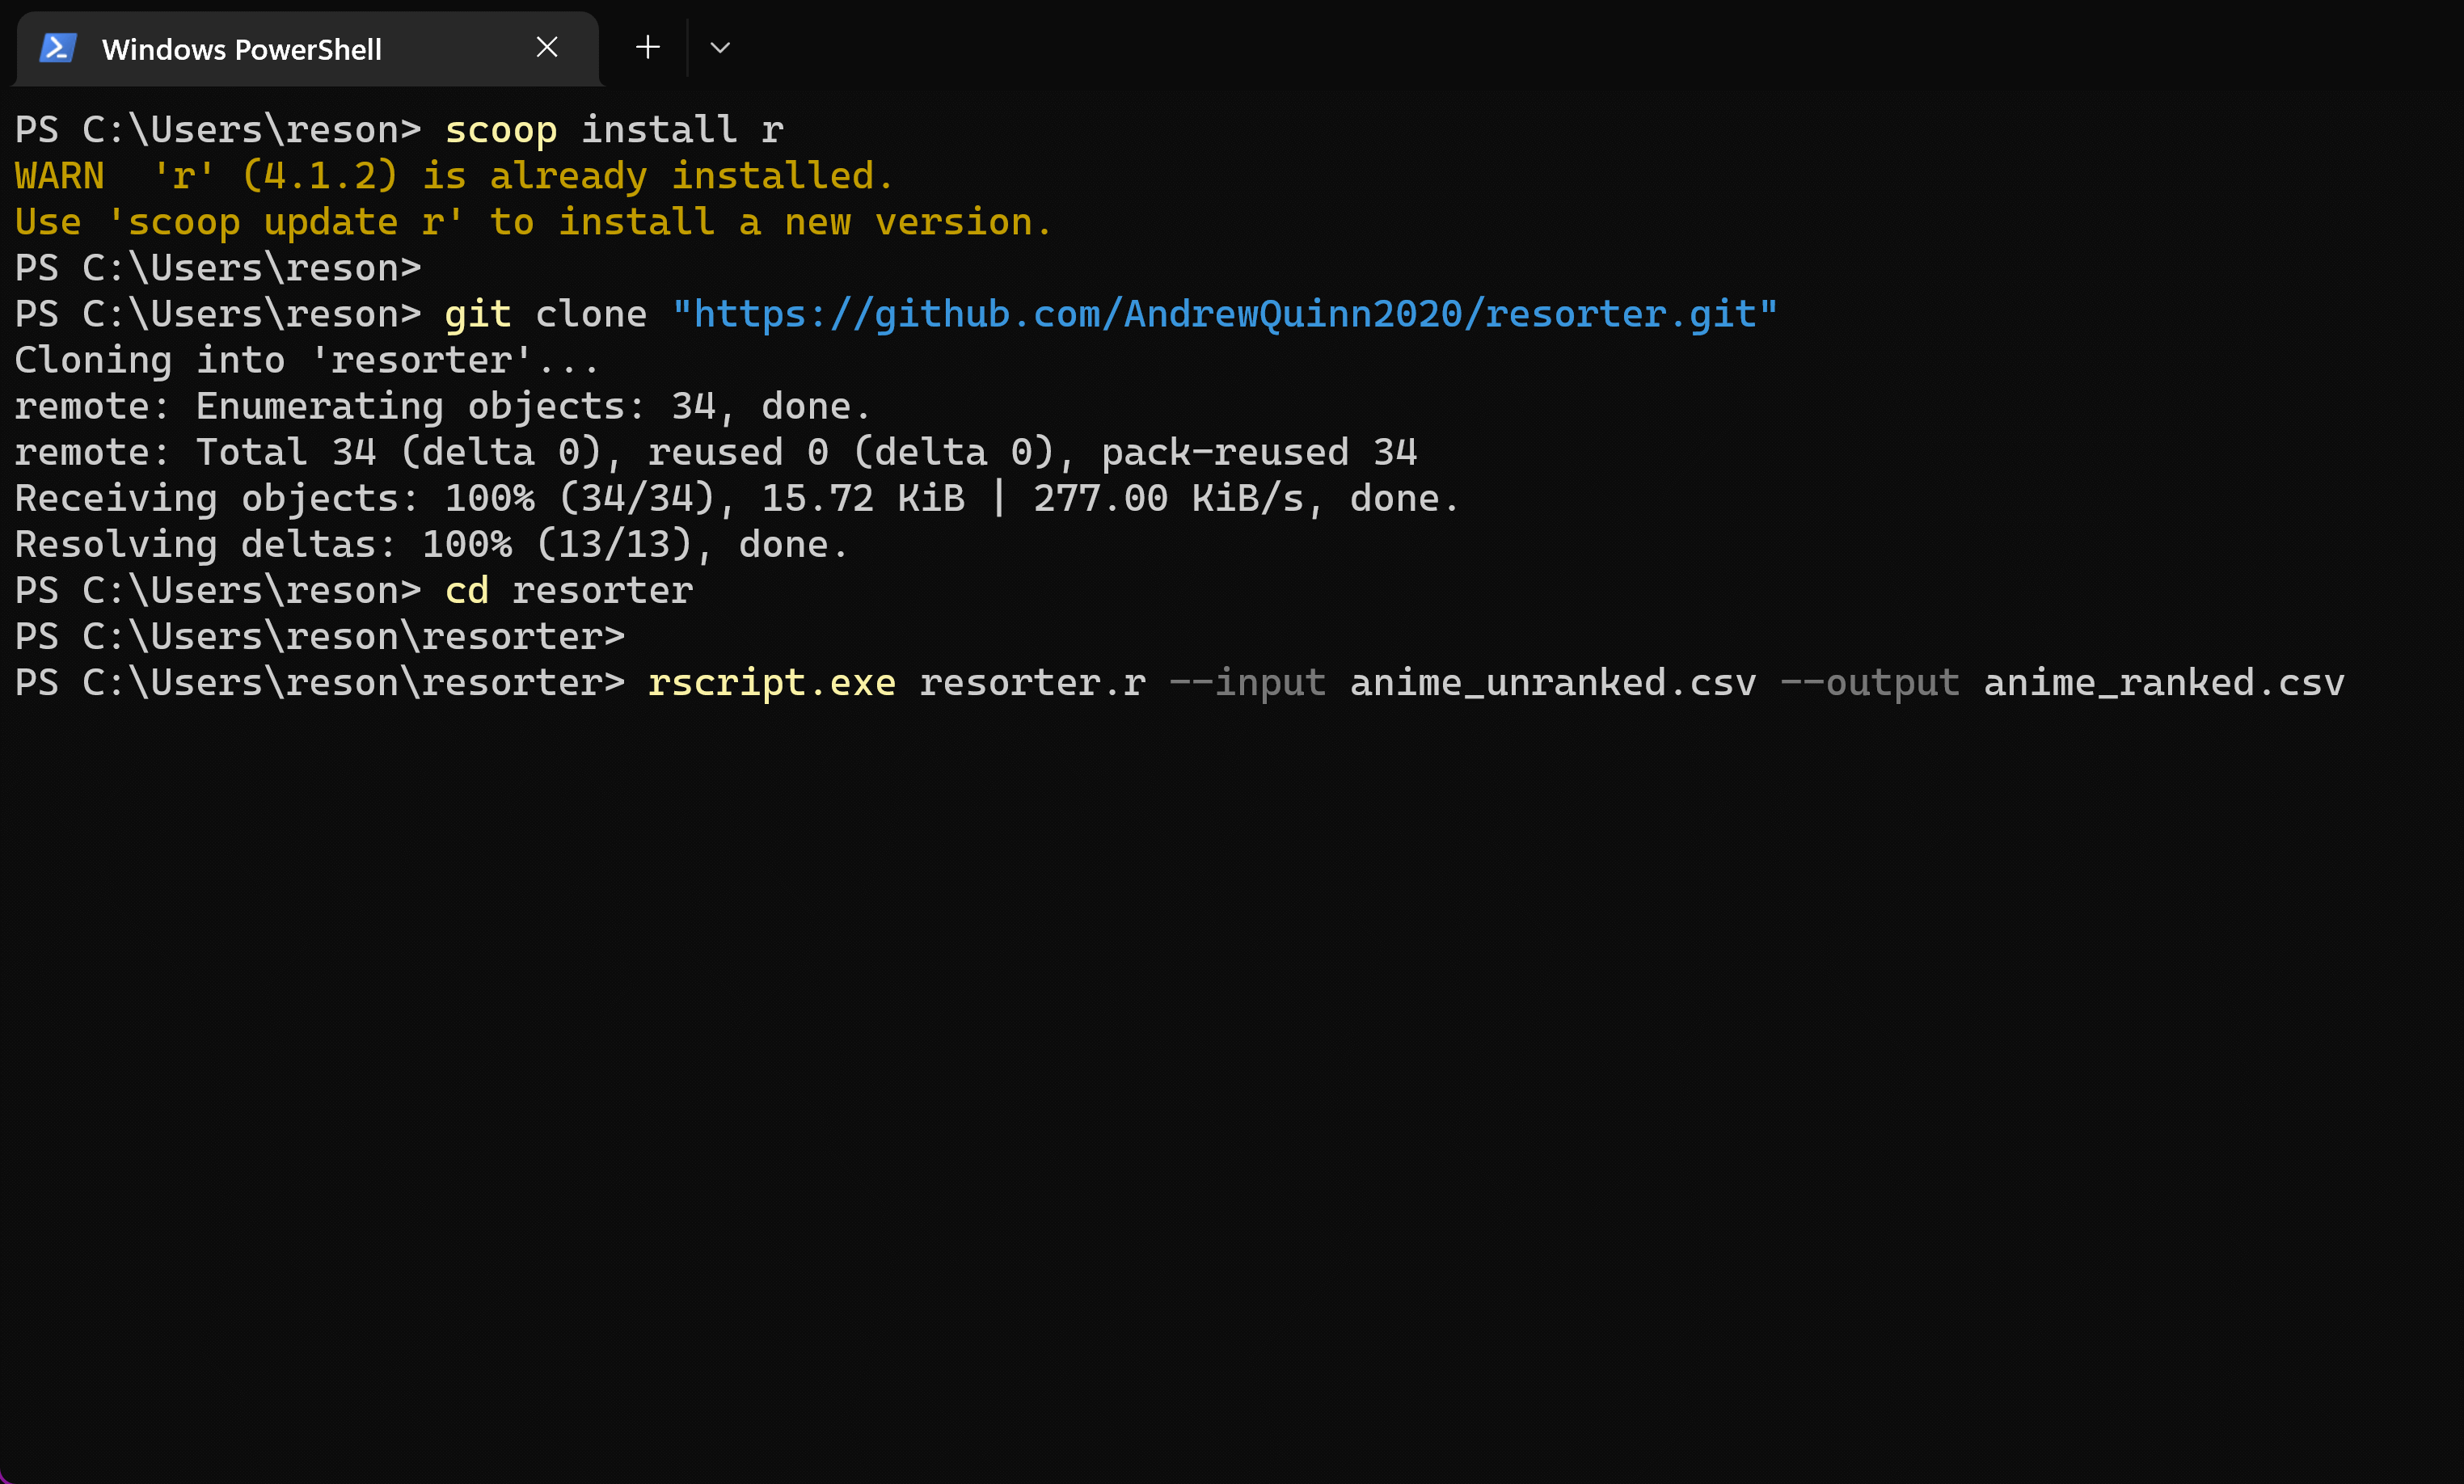 Windows PowerShell
PS C:\Users\reson> scoop install r
WARN  'r' (4.1.2) is already installed.
Use 'scoop update r' to install a new version.
PS C:\Users\reson>
PS C:\Users\reson> git clone "https://github.com/AndrewQuinn2020/resorter.git"
Cloning into 'resorter'...
remote: Enumerating objects: 34, done.
remote: Total 34 (delta 0), reused 0 (delta 0), pack-reused 34
Receiving objects: 100% (34/34), 15.72 KiB | 277.00 KiB/s, done.
Resolving deltas: 100% (13/13), done.
PS C:\Users\reson> cd resorter
PS C:\Users\reson\resorter>
PS C:\Users\reson\resorter> rscript.exe resorter.r --input anime_unranked.csv --output anime_ranked.csv